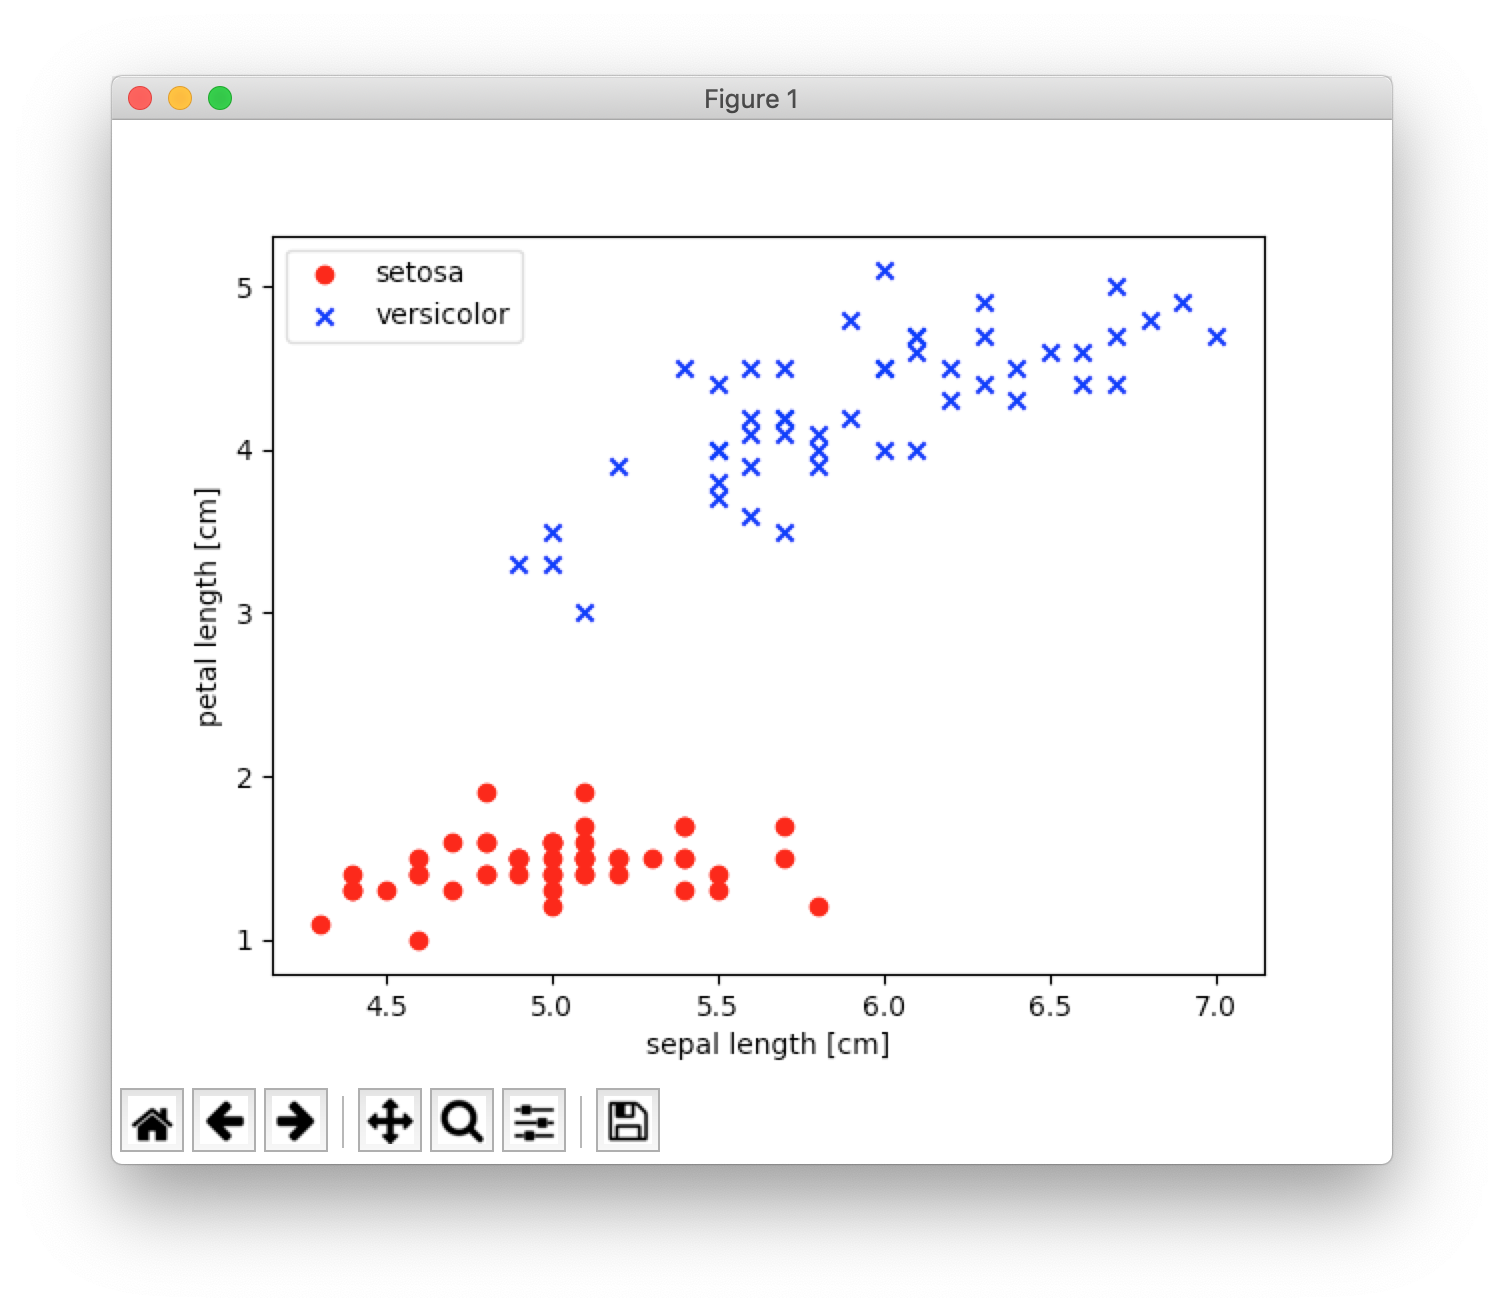 Figure 1
setosa
versicolor
5
4
3
2
1
petal length [cm]
4.5 5.0 5.5 6.0 6.5 7.0
sepal length [cm]